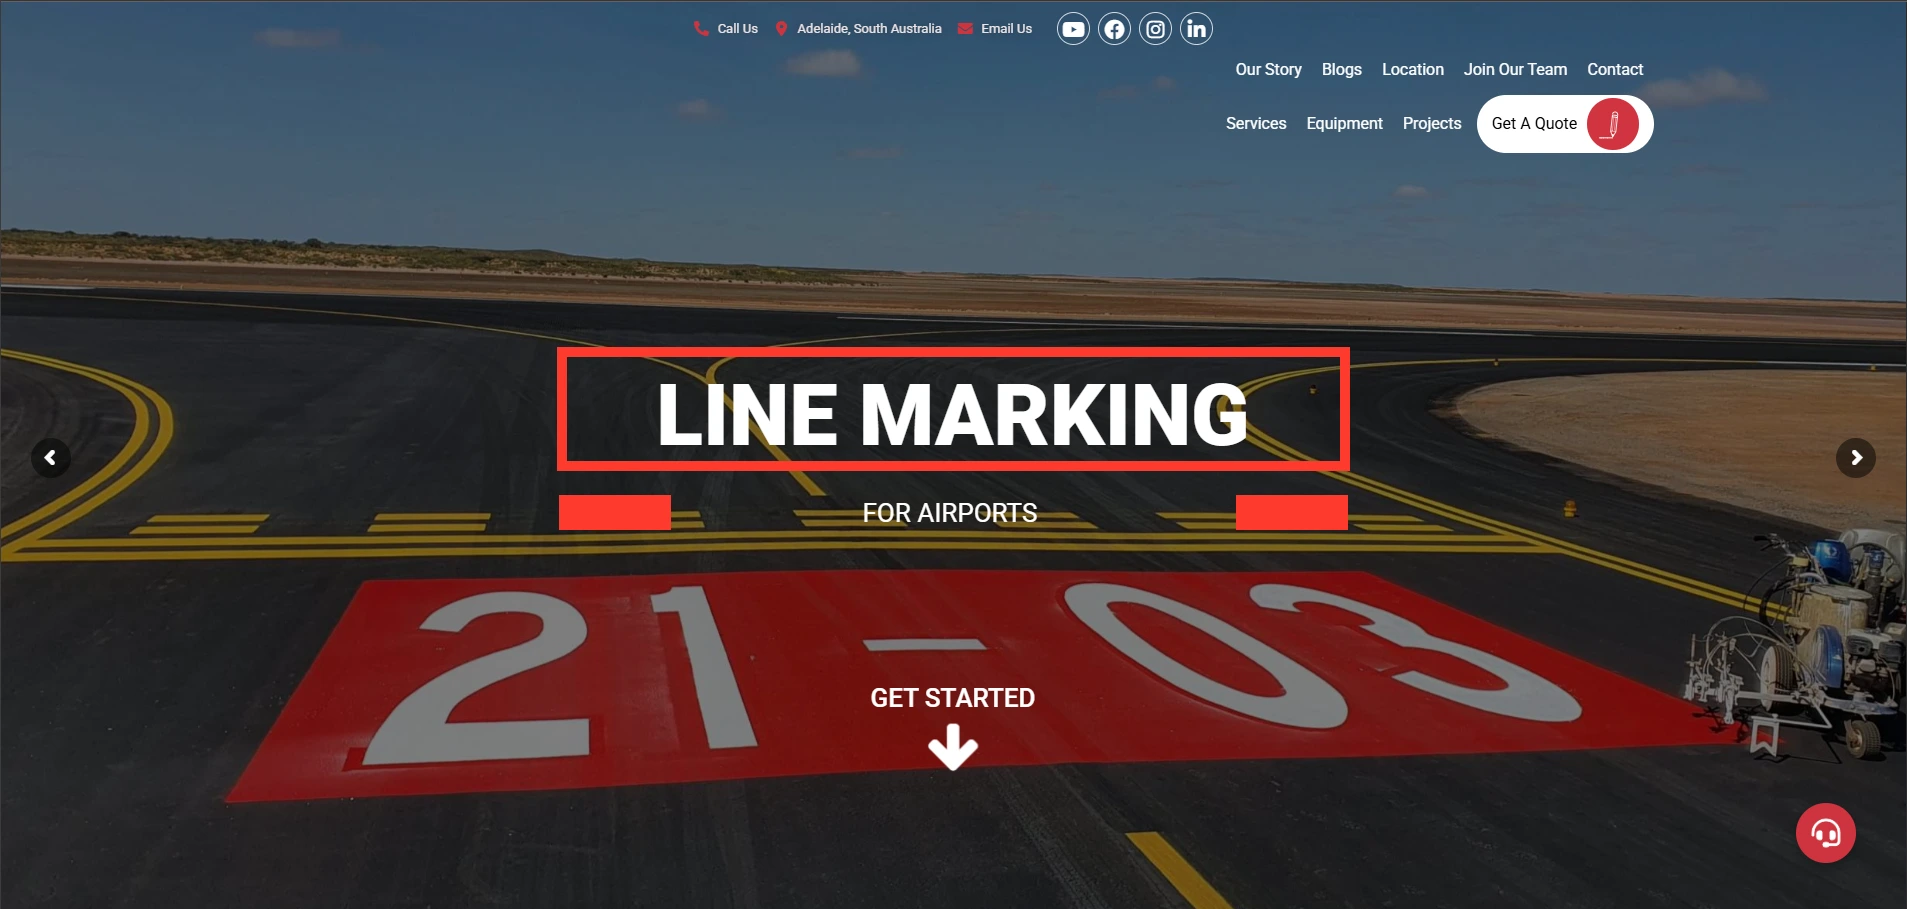 Call Us
Adelaide, South Australia
Email Us
Our Story
Blogs
Location
Join Our Team
Contact
Services
Equipment
Projects
Get A Quote
LINE MARKING
FOR AIRPORTS
21 - 03
GET STARTED